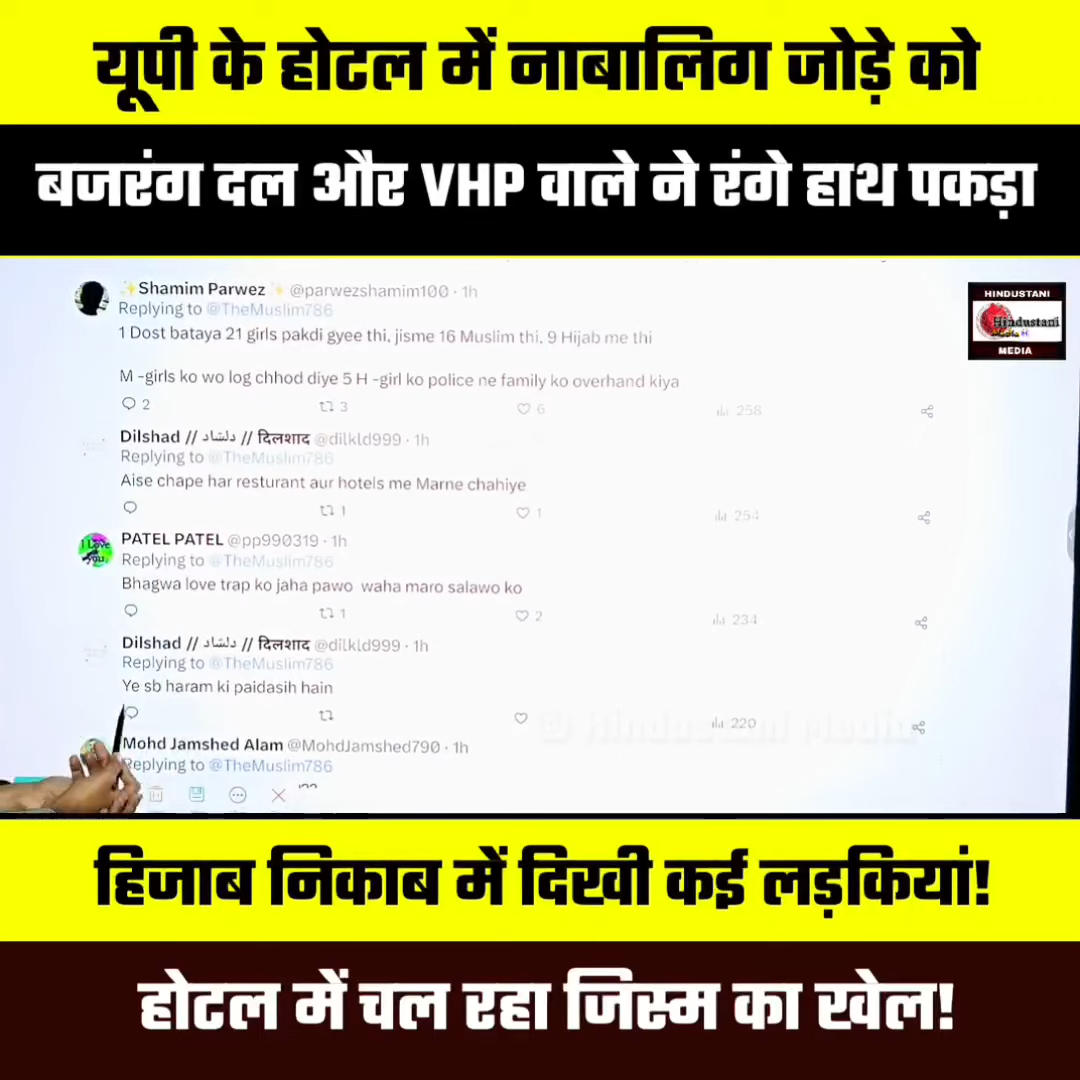 यूपी के होटल में नाबालिग जोड़े को
बजरंग दल और VHP वाले ने रंगे हाथ पकड़ा
✨Shamim Parwez ✨ @parwezshamim100 · 1h
Replying to @TheMuslim786
1 Dost bataya 21 girls pakdi gyee thi, jisme 16 Muslim thi, 9 Hijab me thi
M -girls ko wo log chhod diye 5 H -girl ko police ne family ko overhand kiya
2 3 6 258
HINDUSTANI
Hindustani
MEDIA
Dilshad // دلشاد // दिलशाद @dilkld999 · 1h
Replying to @TheMuslim786
Aise chape har resturant aur hotels me Marne chahiye
1 1 254
I Love you
PATEL PATEL @pp990319 · 1h
Replying to @TheMuslim786
Bhagwa love trap ko jaha pawo waha maro salawo ko
1 2 234
Dilshad // دلشاد // दिलशाद @dilkld999 · 1h
Replying to @TheMuslim786
Ye sb haram ki paidasih hain
220
@ Hindustani Media
Mohd Jamshed Alam @MohdJamshed790 · 1h
Replying to @TheMuslim786
हिजाब निकाब में दिखी कई लड़कियां!
होटल में चल रहा जिस्म का खेल!